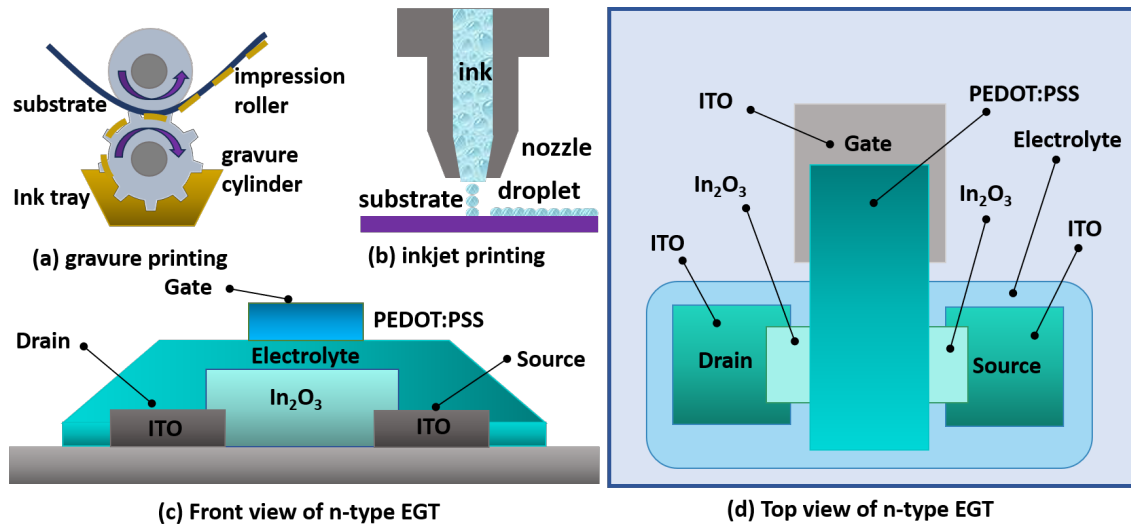 substrate
impression
roller
gravure
cylinder
Ink tray
(a) gravure printing
ink
nozzle
substrate
droplet
(b) inkjet printing
Gate
PEDOT:PSS
Drain
Electrolyte
Source
In₂O₃
ITO
ITO
(c) Front view of n-type EGT
ITO
PEDOT:PSS
Gate
Electrolyte
In₂O₃
In₂O₃
ITO
ITO
Drain
Source
(d) Top view of n-type EGT